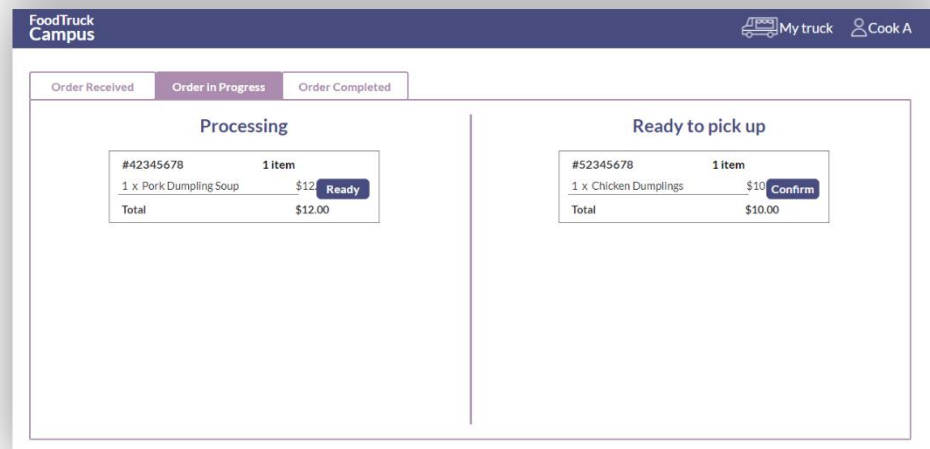 FoodTruck
Campus
My truck Cook A
Order Received Order in Progress Order Completed
Processing
#42345678 1 item
1 x Pork Dumpling Soup $12. Ready
Total $12.00
Ready to pick up
#52345678 1 item
1 x Chicken Dumplings $10 Confirm
Total $10.00